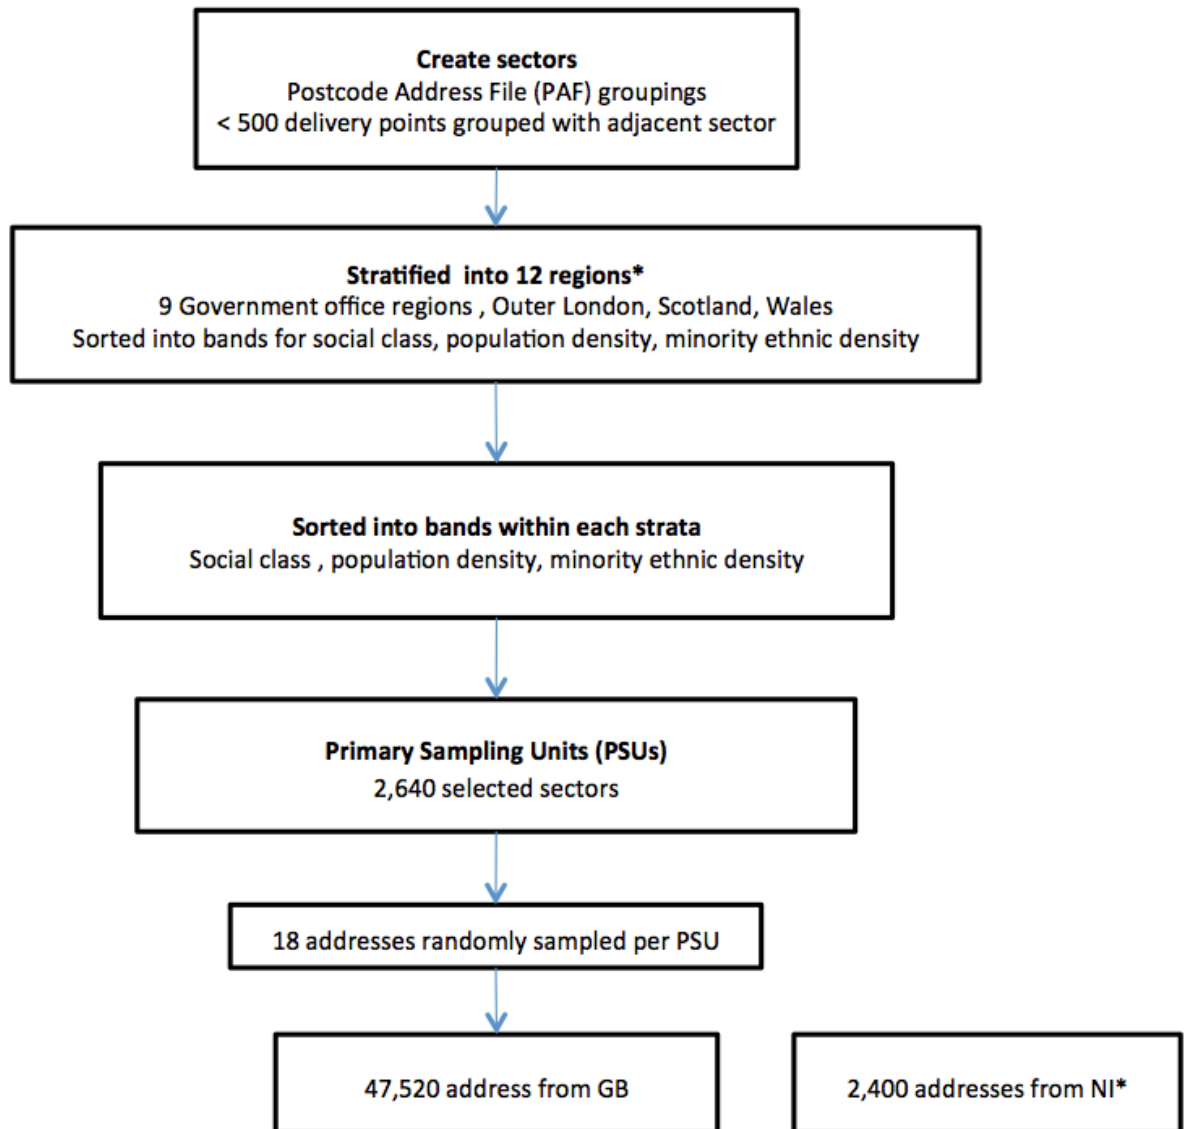 Create sectors
Postcode Address File (PAF) groupings
< 500 delivery points grouped with adjacent sector
Stratified into 12 regions*
9 Government office regions , Outer London, Scotland, Wales
Sorted into bands for social class, population density, minority ethnic density
Sorted into bands within each strata
Social class , population density, minority ethnic density
Primary Sampling Units (PSUs)
2,640 selected sectors
18 addresses randomly sampled per PSU
47,520 address from GB
2,400 addresses from NI*